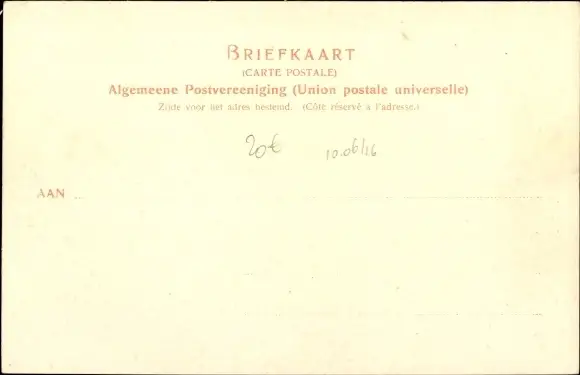 BRIEFKAART
(CARTE POSTALE)
Algemeene Postvereeniging (Union postale universelle)
Zijde voor het adres bestemd. (Côté réservé a l'adresse.)
20€ 10.06/16
AAN